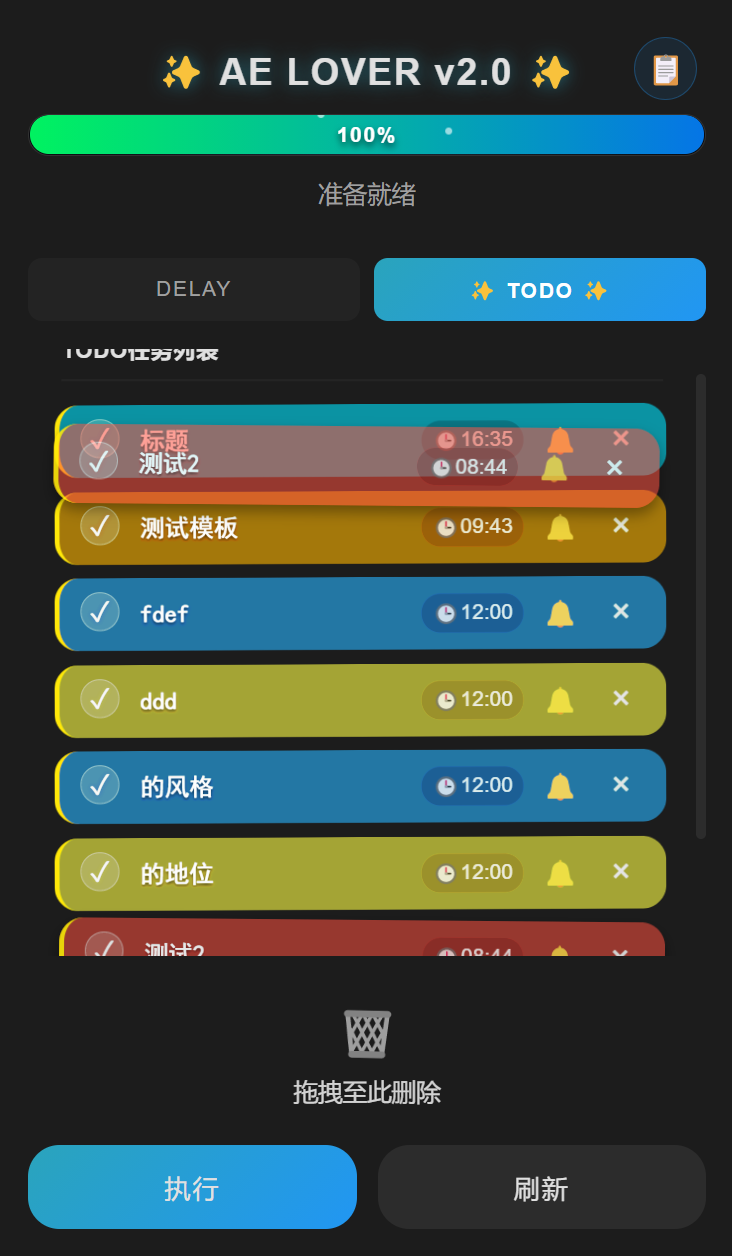 ✨ AE LOVER v2.0 ✨
100%
准备就绪
DELAY
✨ TODO ✨
TODO任务列表
标题 16:35
测试2 08:44
测试模板 09:43
fdef 12:00
ddd 12:00
的风格 12:00
的地位 12:00
测试2 08:44
拖拽至此删除
执行 刷新